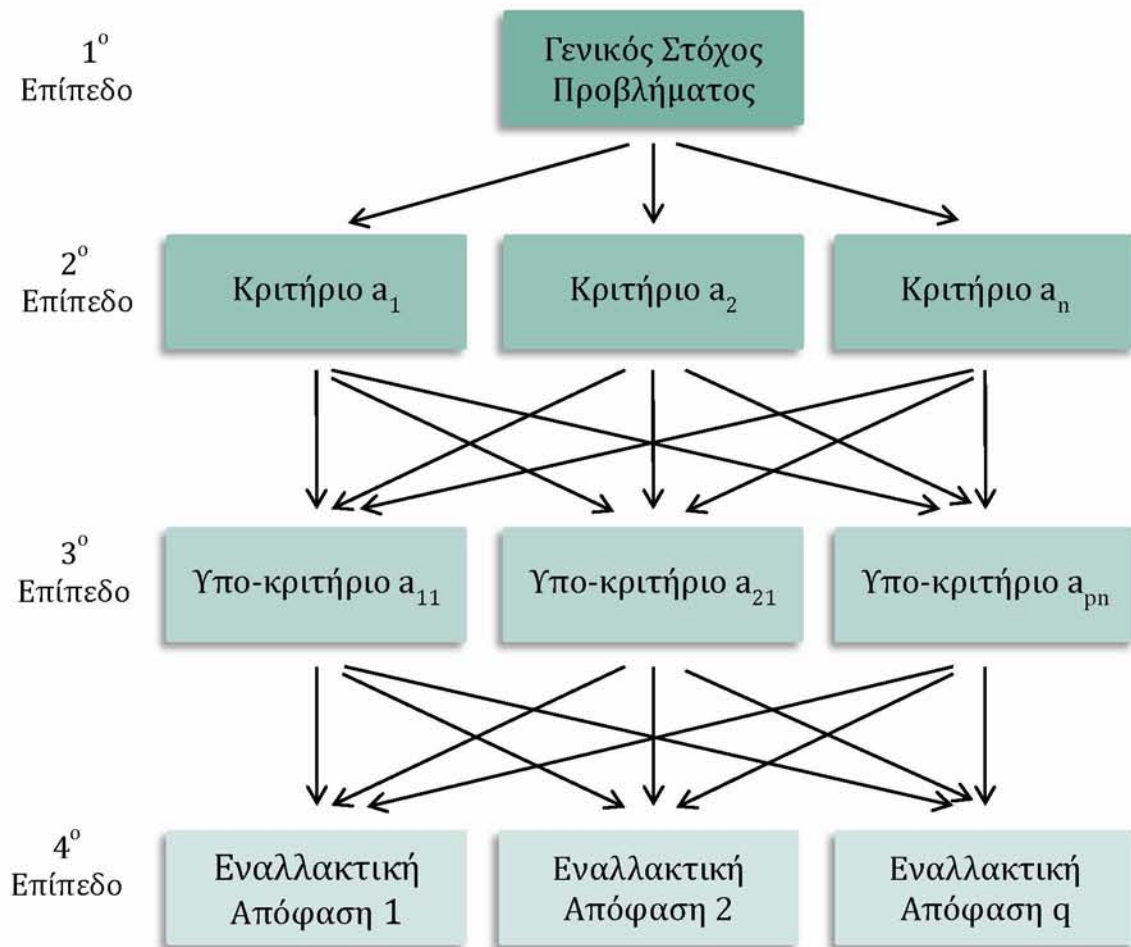 1ο
Επίπεδο
Γενικός Στόχος
Προβλήματος
2ο
Επίπεδο
Κριτήριο a1
Κριτήριο a2
Κριτήριο an
3ο
Επίπεδο
Υπο-κριτήριο a11
Υπο-κριτήριο a21
Υπο-κριτήριο apn
4ο
Επίπεδο
Εναλλακτική
Απόφαση 1
Εναλλακτική
Απόφαση 2
Εναλλακτική
Απόφαση q